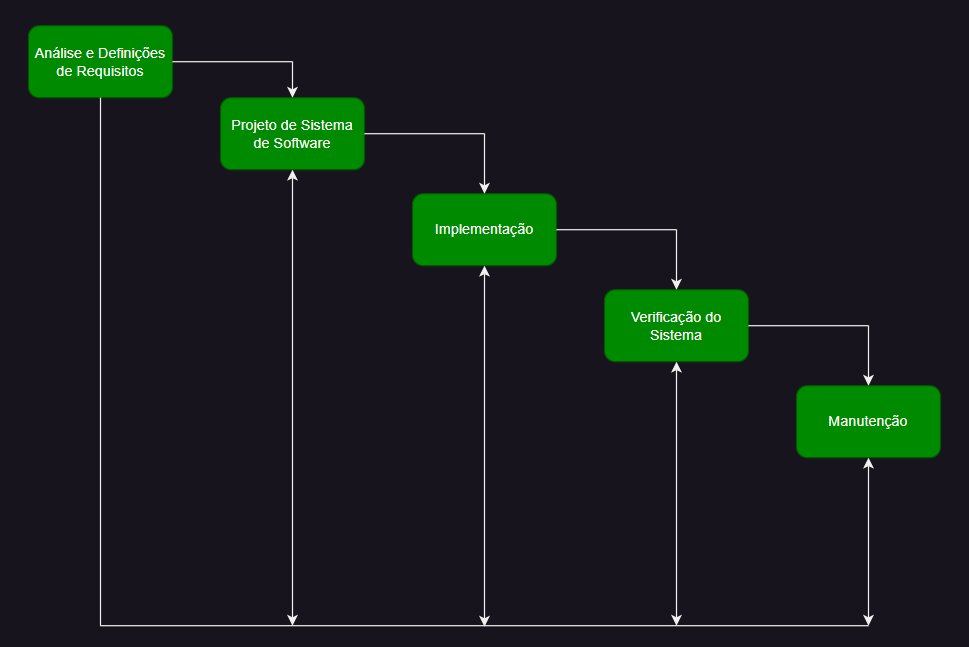 Análise e Definições
de Requisitos
Projeto de Sistema
de Software
Implementação
Verificação do
Sistema
Manutenção